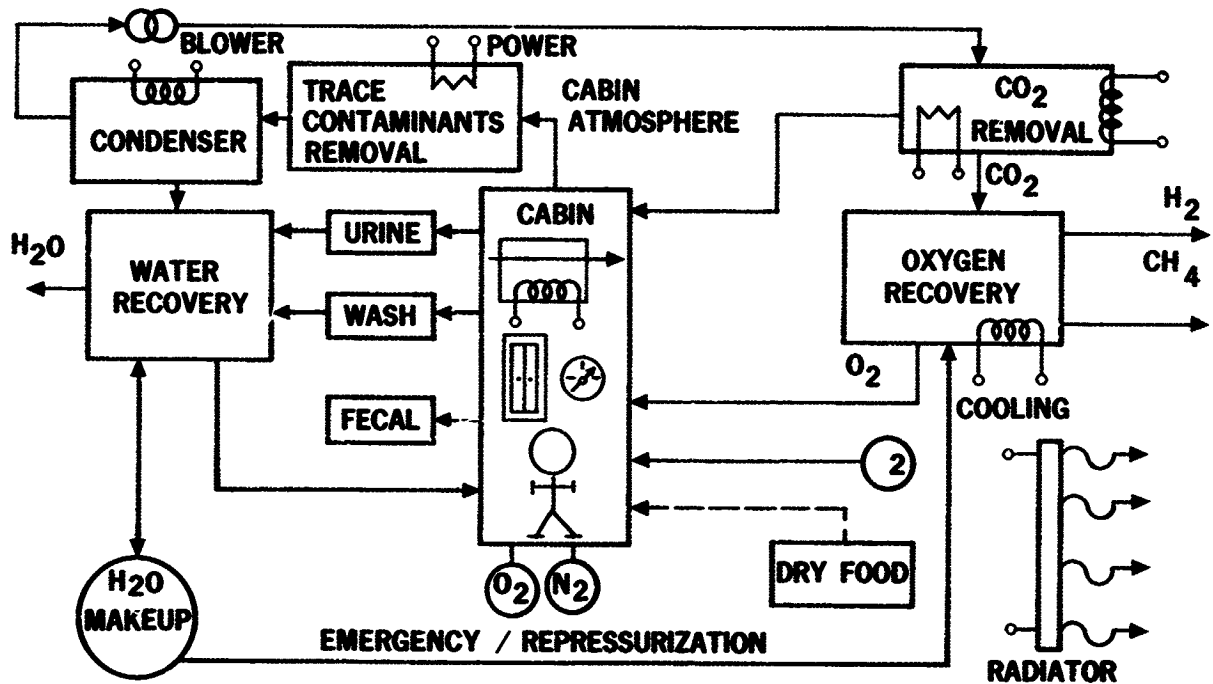 BLOWER
POWER
TRACE
CONTAMINANTS
REMOVAL
CABIN
ATMOSPHERE
CO2
REMOVAL
CONDENSER
CO2
CABIN
H2
URINE
H2O
WATER
RECOVERY
OXYGEN
RECOVERY
CH4
WASH
O2
COOLING
FECAL
2
DRY FOOD
H2O
MAKEUP
O2
N2
EMERGENCY / REPRESSURIZATION
RADIATOR